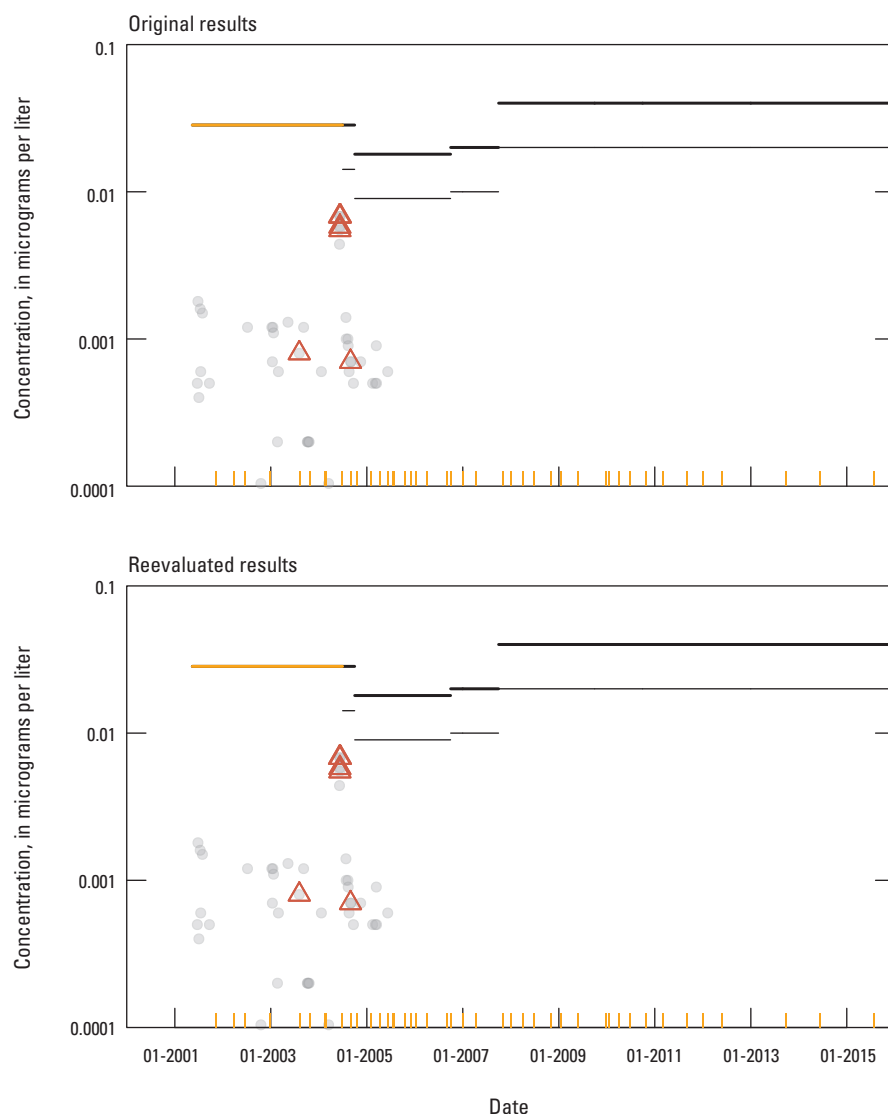 Original results
0.1
0.01
0.001
0.0001
Concentration, in micrograms per liter
Reevaluated results
0.1
0.01
0.001
0.0001
Concentration, in micrograms per liter
01-2001 01-2003 01-2005 01-2007 01-2009 01-2011 01-2013 01-2015
Date